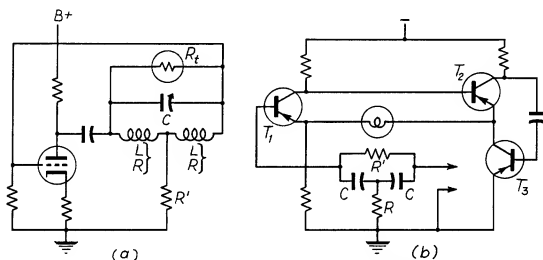 B+
R_t
C
L
R}
L
R}
R'
(a)
–
T_2
T_1
R'
C
C
R
T_3
(b)